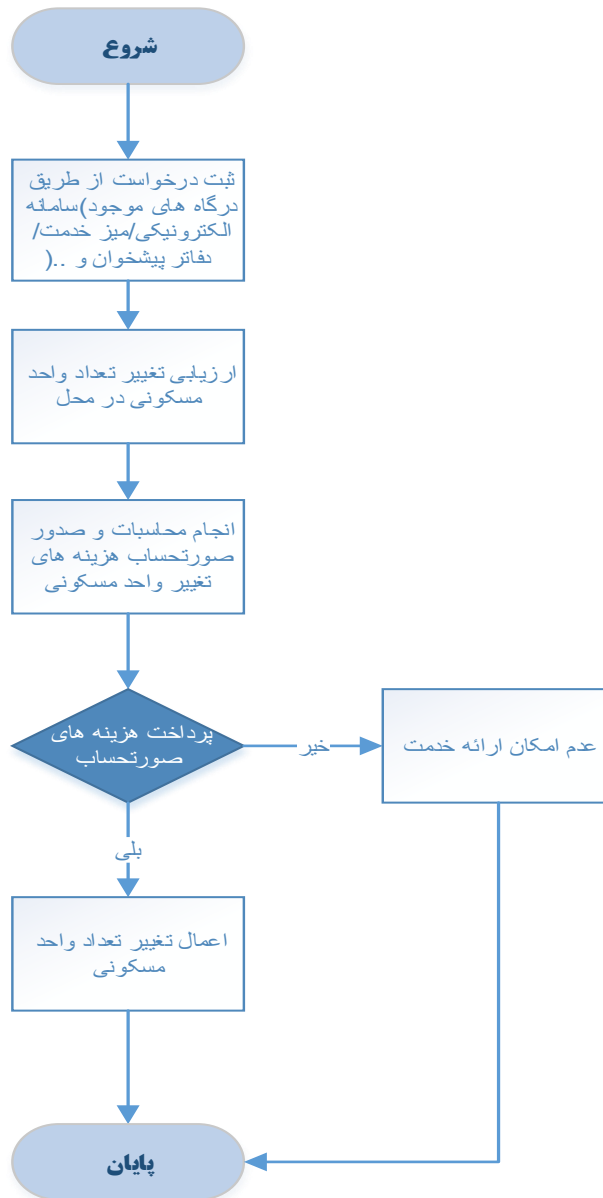 شروع
ثبت درخواست از طریق
درگاه های موجود)سامانه
الکترونیکی/میز خدمت/
دفاتر پیشخوان و ..(
ارزیابی تغییر تعداد واحد
مسکونی در محل
انجام محاسبات و صدور
صورتحساب هزینه های
تغییر واحد مسکونی
پرداخت هزینه های
صورتحساب
خیر
عدم امکان ارائه خدمت
بلی
اعمال تغییر تعداد واحد
مسکونی
پایان